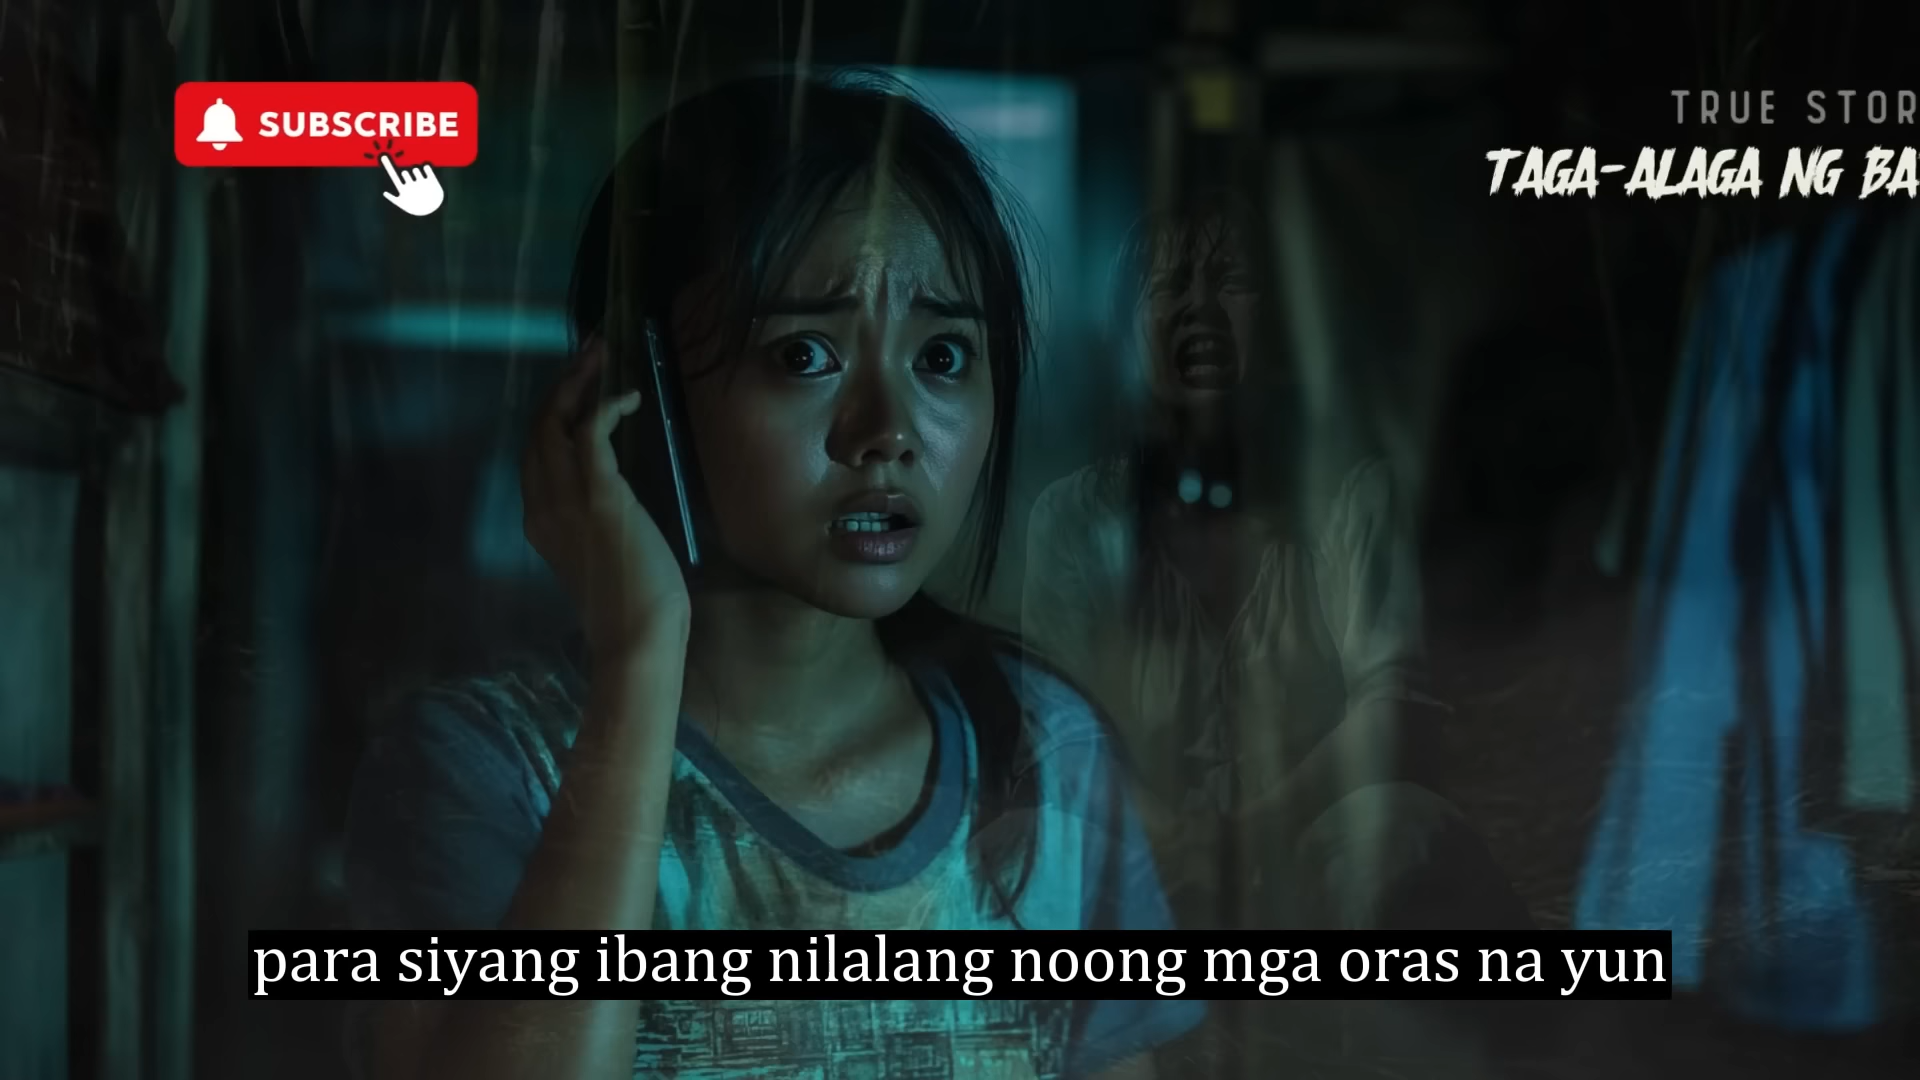 SUBSCRIBE
TRUE STOR
TAGA-ALAGA NG BA
para siyang ibang nilalang noong mga oras na yun